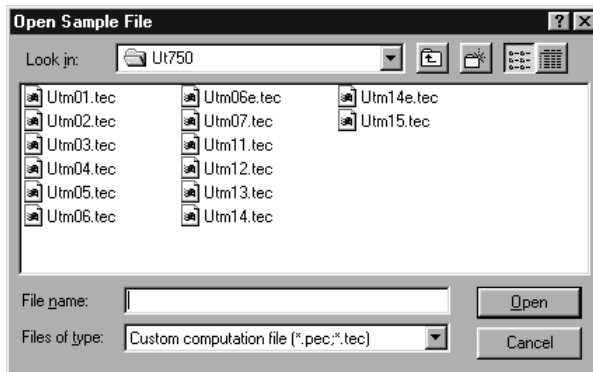 Open Sample File
Look in: Ut750
Utm01.tec Utm06e.tec Utm14e.tec
Utm02.tec Utm07.tec Utm15.tec
Utm03.tec Utm11.tec
Utm04.tec Utm12.tec
Utm05.tec Utm13.tec
Utm06.tec Utm14.tec
File name: Open
Files of type: Custom computation file (*.pec;*.tec) Cancel